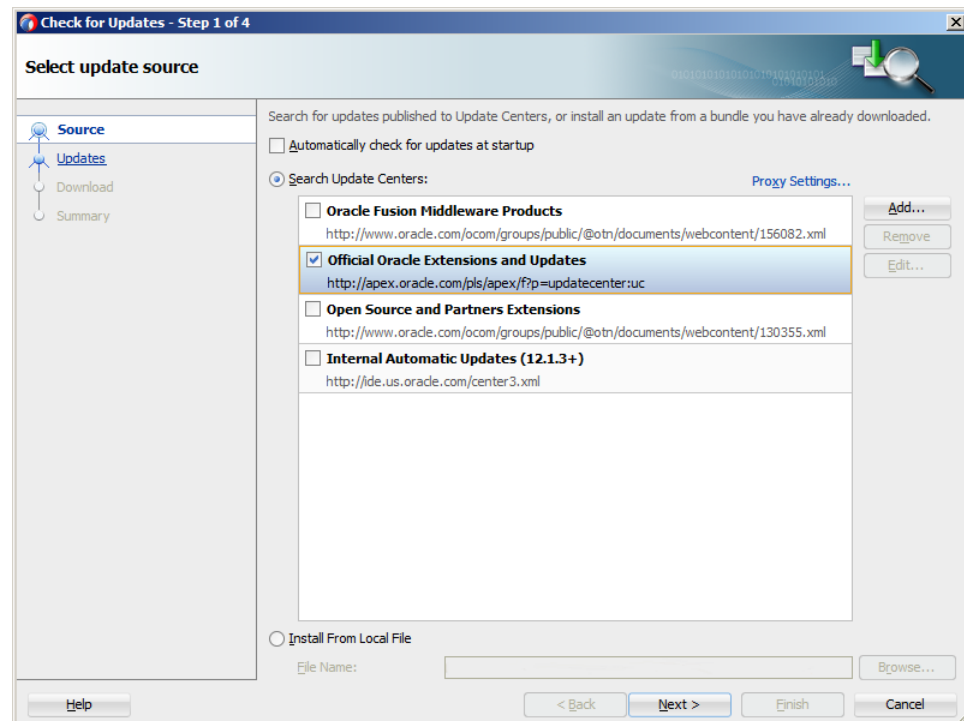 Check for Updates - Step 1 of 4
Select update source
Source
Updates
Download
Summary
Search for updates published to Update Centers, or install an update from a bundle you have already downloaded.
Automatically check for updates at startup
Search Update Centers:
Proxy Settings...
Oracle Fusion Middleware Products
http://www.oracle.com/ocom/groups/public/@otn/documents/webcontent/156082.xml
Official Oracle Extensions and Updates
http://apex.oracle.com/pls/apex/f?p=updatecenter:uc
Open Source and Partners Extensions
http://www.oracle.com/ocom/groups/public/@otn/documents/webcontent/130355.xml
Internal Automatic Updates (12.1.3+)
http://ide.us.oracle.com/center3.xml
Add...
Remove
Edit...
Install From Local File
File Name:
Browse...
Help
< Back
Next >
Finish
Cancel